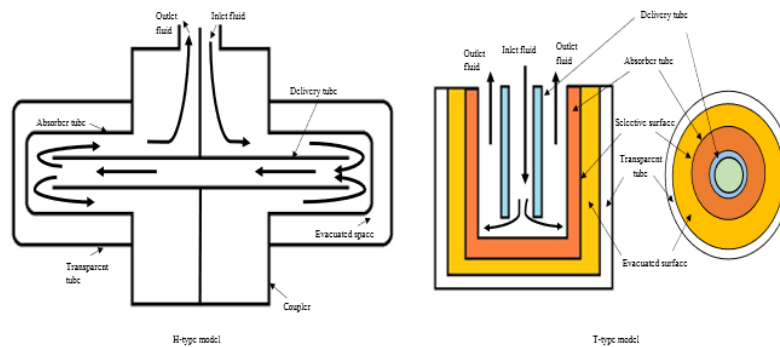 Outlet
fluid
Inlet fluid
Delivery tube
Absorber tube
Evacuated space
Transparent
tube
Coupler
H-type model
Delivery tube
Outlet
fluid
Inlet fluid
Outlet
fluid
Absorber tube
Selective surface
Transparent
tube
Evacuated surface
T-type model